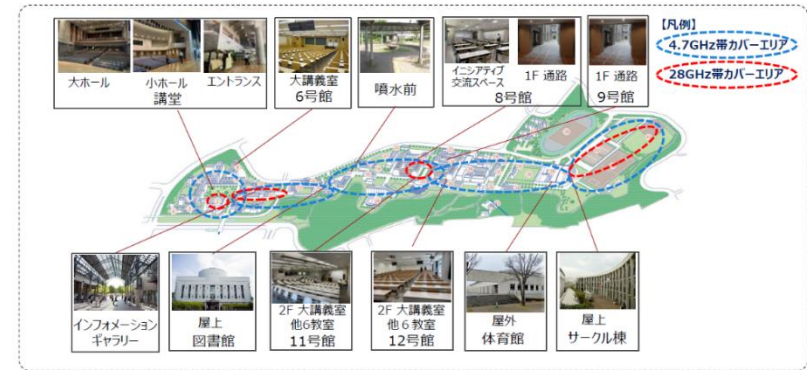 【凡例】
4.7GHz帯カバーエリア
28GHz帯カバーエリア
大ホール
小ホール
エントランス
講堂
大講義室
6号館
噴水前
イニシアティブ
交流スペース
1F 通路
8号館
1F 通路
9号館
インフォメーション
ギャラリー
屋上
図書館
2F 大講義室
他6教室
11号館
2F 大講義室
他6教室
12号館
屋外
体育館
屋上
サークル棟